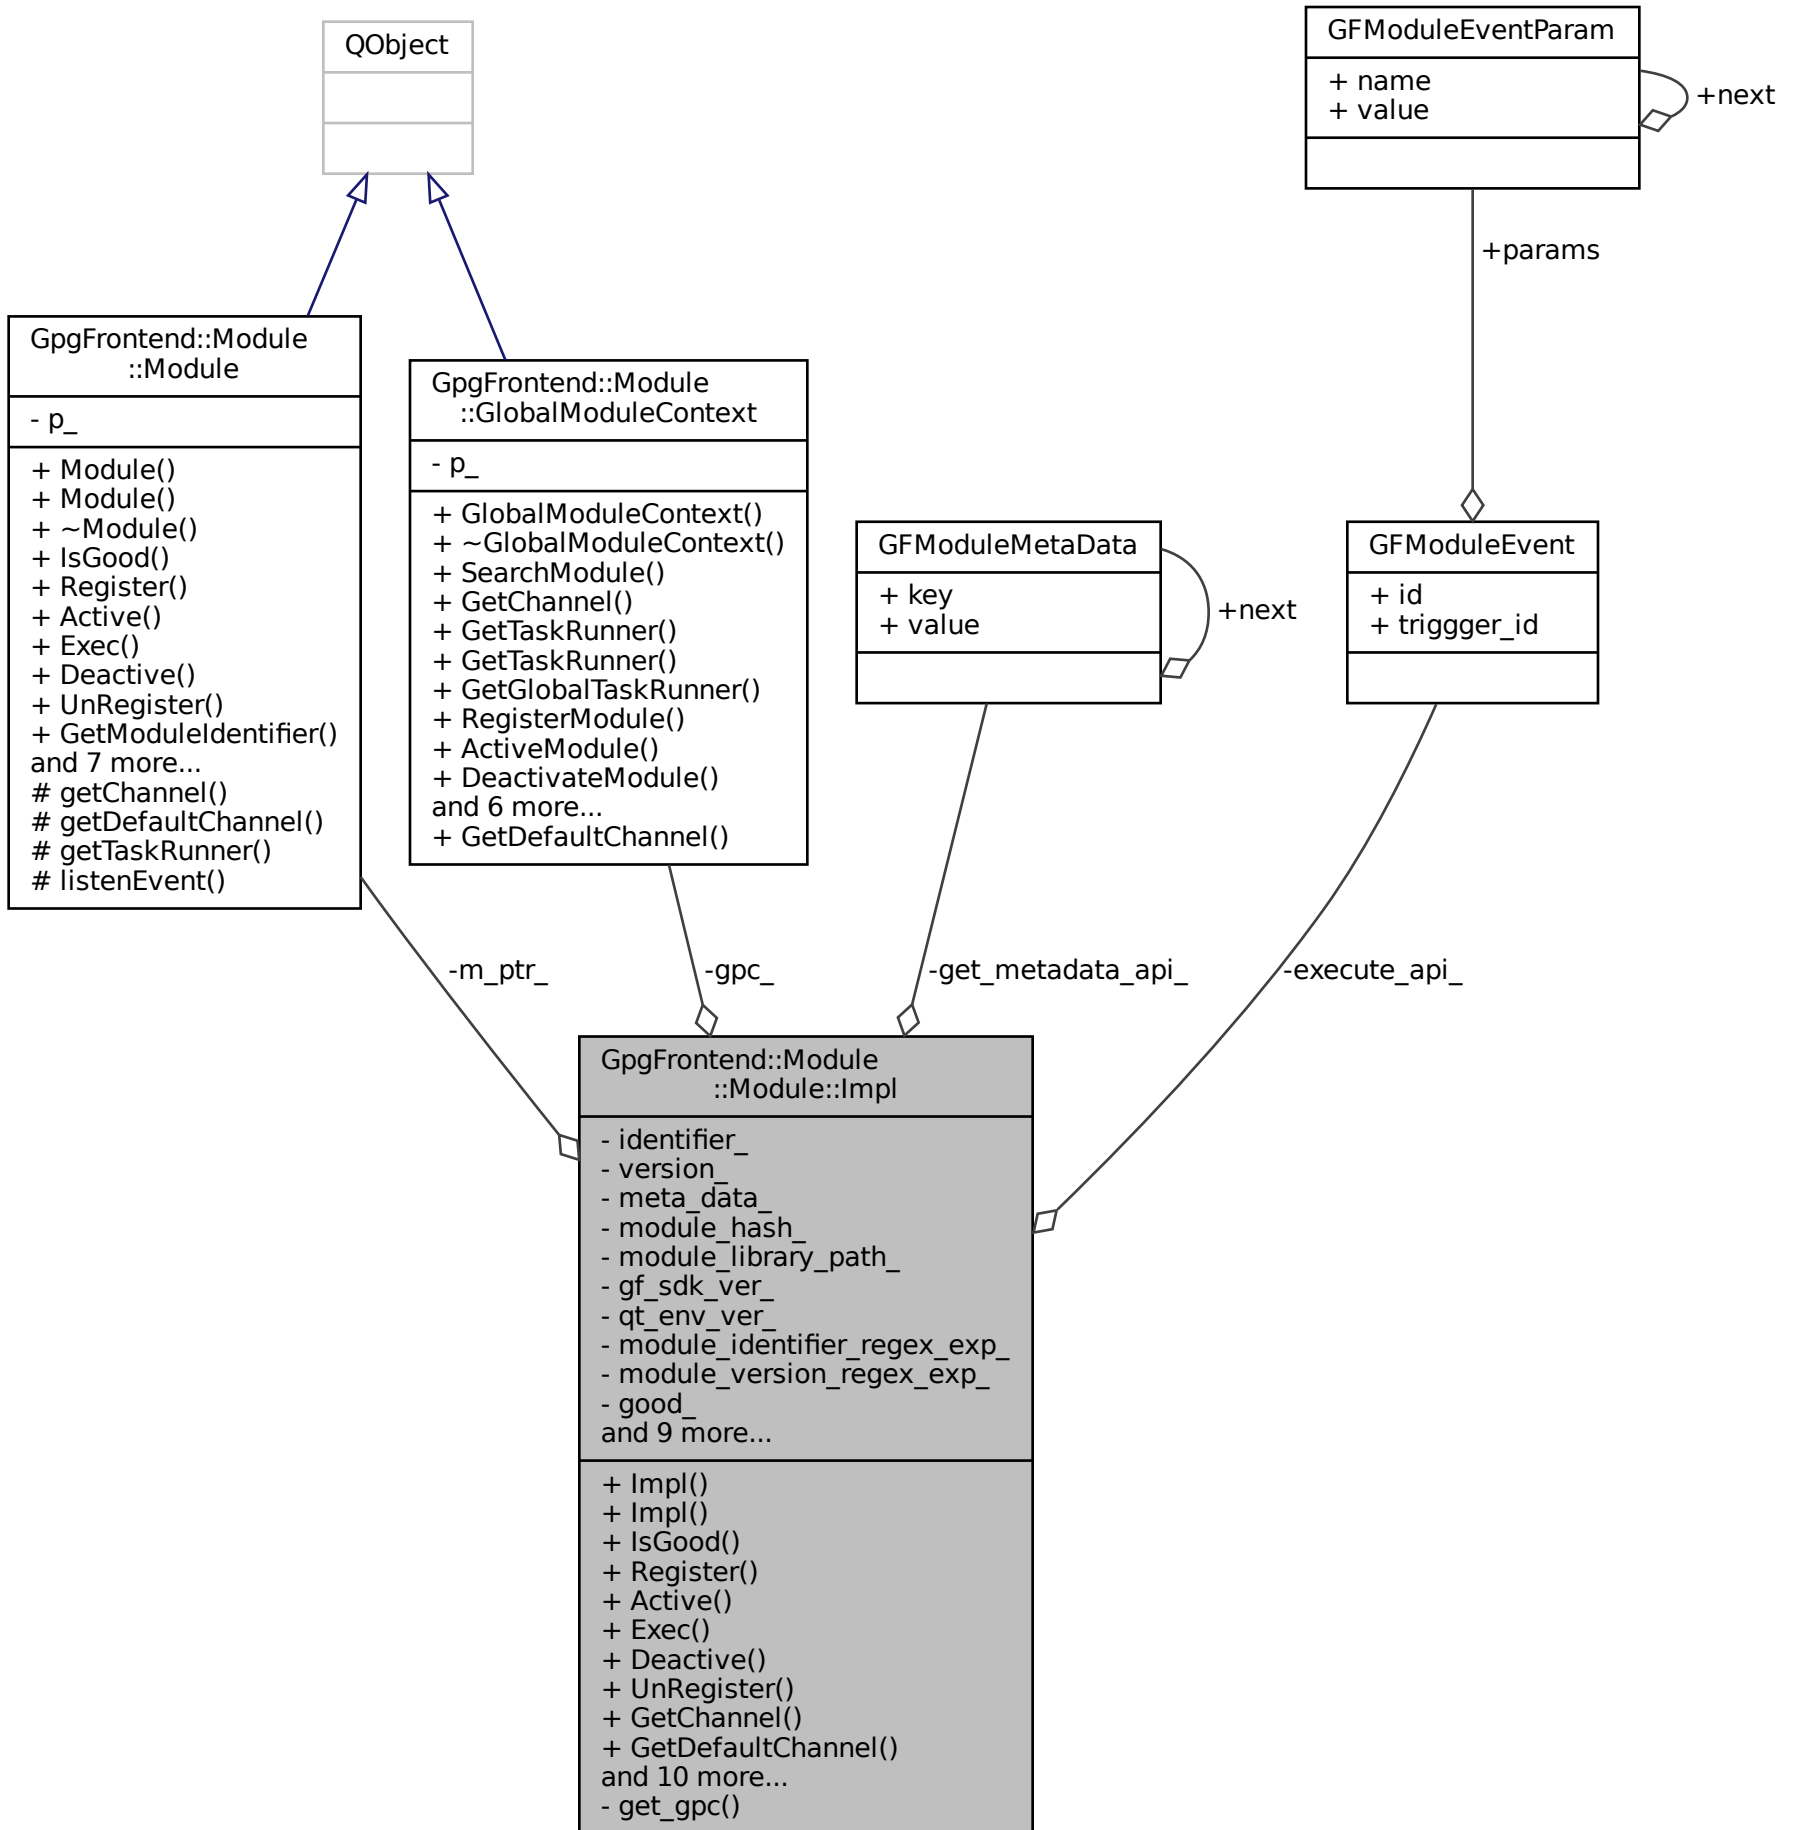 QObject
GFModuleEventParam
+ name
+ value
+next
+params
GpgFrontend::Module
::Module
- p_
+ Module()
+ Module()
+ ~Module()
+ IsGood()
+ Register()
+ Active()
+ Exec()
+ Deactive()
+ UnRegister()
+ GetModuleIdentifier()
and 7 more...
# getChannel()
# getDefaultChannel()
# getTaskRunner()
# listenEvent()
GpgFrontend::Module
::GlobalModuleContext
- p_
+ GlobalModuleContext()
+ ~GlobalModuleContext()
+ SearchModule()
+ GetChannel()
+ GetTaskRunner()
+ GetTaskRunner()
+ GetGlobalTaskRunner()
+ RegisterModule()
+ ActiveModule()
+ DeactivateModule()
and 6 more...
+ GetDefaultChannel()
GFModuleMetaData
+ key
+ value
+next
GFModuleEvent
+ id
+ triggger_id
-m_ptr_
-gpc_
-get_metadata_api_
-execute_api_
GpgFrontend::Module
::Module::Impl
- identifier_
- version_
- meta_data_
- module_hash_
- module_library_path_
- gf_sdk_ver_
- qt_env_ver_
- module_identifier_regex_exp_
- module_version_regex_exp_
- good_
and 9 more...
+ Impl()
+ Impl()
+ IsGood()
+ Register()
+ Active()
+ Exec()
+ Deactive()
+ UnRegister()
+ GetChannel()
+ GetDefaultChannel()
and 10 more...
- get_gpc()